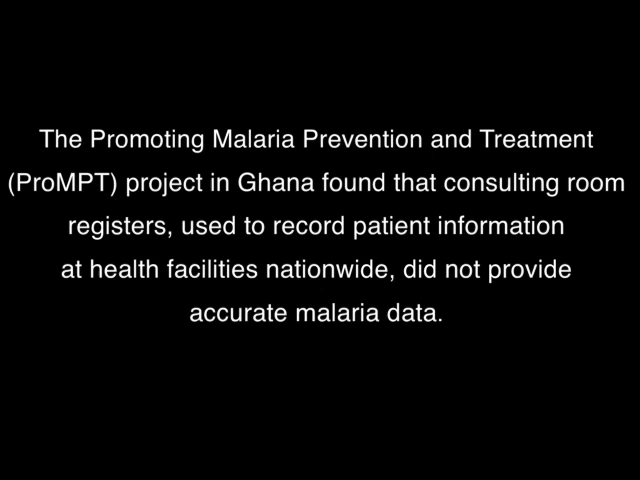 The Promoting Malaria Prevention and Treatment
(ProMPT) project in Ghana found that consulting room
registers, used to record patient information
at health facilities nationwide, did not provide
accurate malaria data.